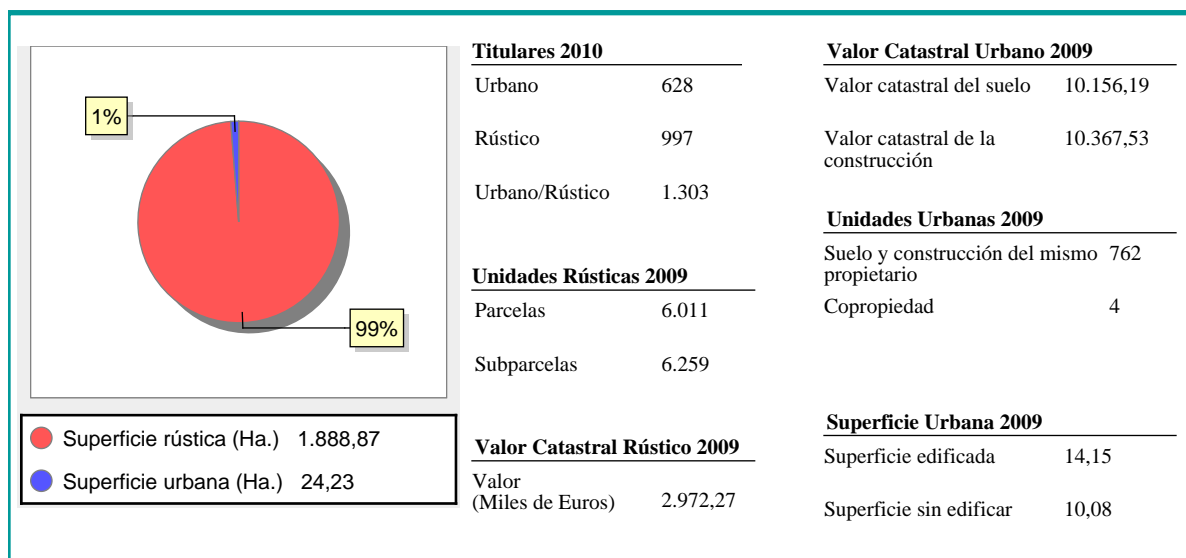 1%
99%
Superficie rústica (Ha.) 1.888,87
Superficie urbana (Ha.) 24,23
Titulares 2010
Urbano 628
Rústico 997
Urbano/Rústico 1.303
Unidades Rústicas 2009
Parcelas 6.011
Subparcelas 6.259
Valor Catastral Rústico 2009
Valor
(Miles de Euros) 2.972,27
Valor Catastral Urbano 2009
Valor catastral del suelo 10.156,19
Valor catastral de la 10.367,53
construcción
Unidades Urbanas 2009
Suelo y construcción del mismo 762
propietario
Copropiedad 4
Superficie Urbana 2009
Superficie edificada 14,15
Superficie sin edificar 10,08